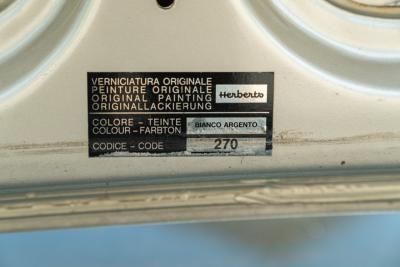 VERNICIATURA ORIGINALE
PEINTURE ORIGINALE
ORIGINAL PAINTING
ORIGINALLACKIERUNG
Herberts
COLORE - TEINTE
COLOUR - FARBTON
BIANCO ARGENTO
CODICE - CODE
270